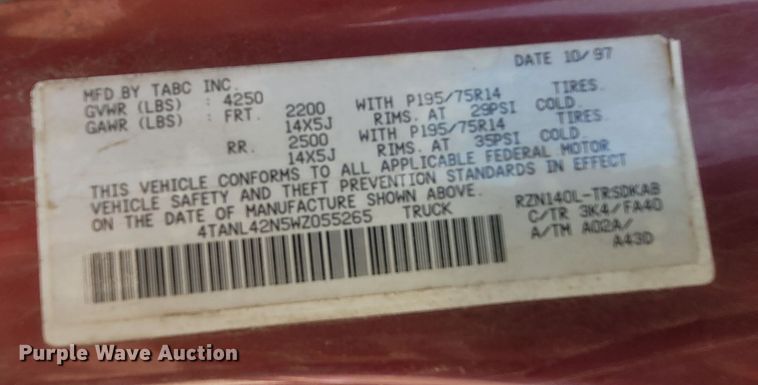 DATE 10/97
MFD BY TABC INC.
GVWR (LBS) : 4250
GAWR (LBS) : FRT. 2200 WITH P195/75R14 TIRES.
14X5J RIMS. AT 29PSI COLD.
RR. 2500 WITH P195/75R14 TIRES
14X5J RIMS. AT 35PSI COLD.
THIS VEHICLE CONFORMS TO ALL APPLICABLE FEDERAL MOTOR
VEHICLE SAFETY AND THEFT PREVENTION STANDARDS IN EFFECT
ON THE DATE OF MANUFACTURE SHOWN ABOVE.
4TANL42N5WZ055265 TRUCK
RZN140L-TRSDKAB
C/TR 3K4/FA40
A/TM A02A/
A43D
Purple Wave Auction